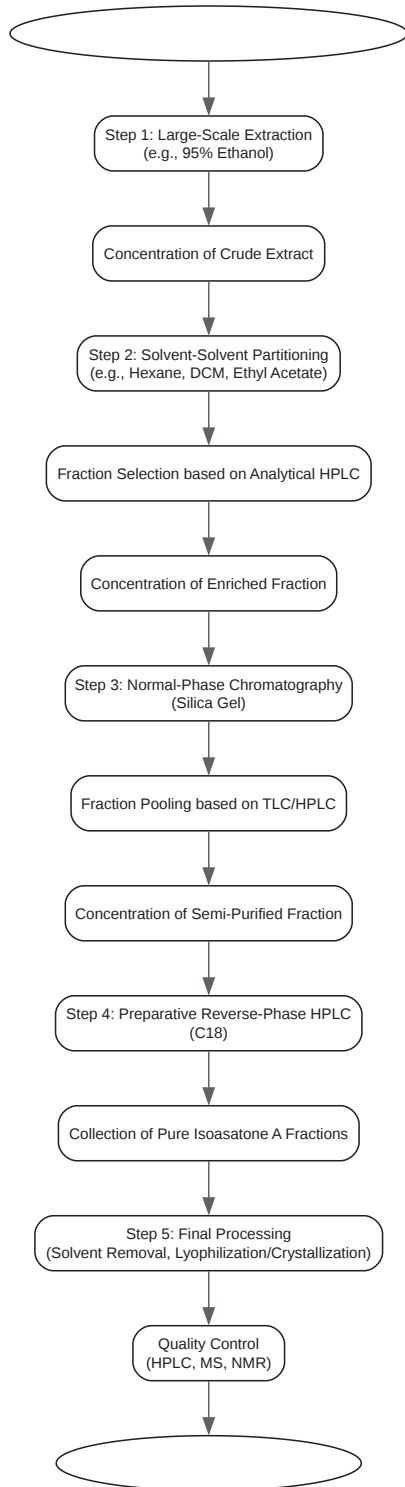 Step 1: Large-Scale Extraction
(e.g., 95% Ethanol)
Concentration of Crude Extract
Step 2: Solvent-Solvent Partitioning
(e.g., Hexane, DCM, Ethyl Acetate)
Fraction Selection based on Analytical HPLC
Concentration of Enriched Fraction
Step 3: Normal-Phase Chromatography
(Silica Gel)
Fraction Pooling based on TLC/HPLC
Concentration of Semi-Purified Fraction
Step 4: Preparative Reverse-Phase HPLC
(C18)
Collection of Pure Isoasatone A Fractions
Step 5: Final Processing
(Solvent Removal, Lyophilization/Crystallization)
Quality Control
(HPLC, MS, NMR)